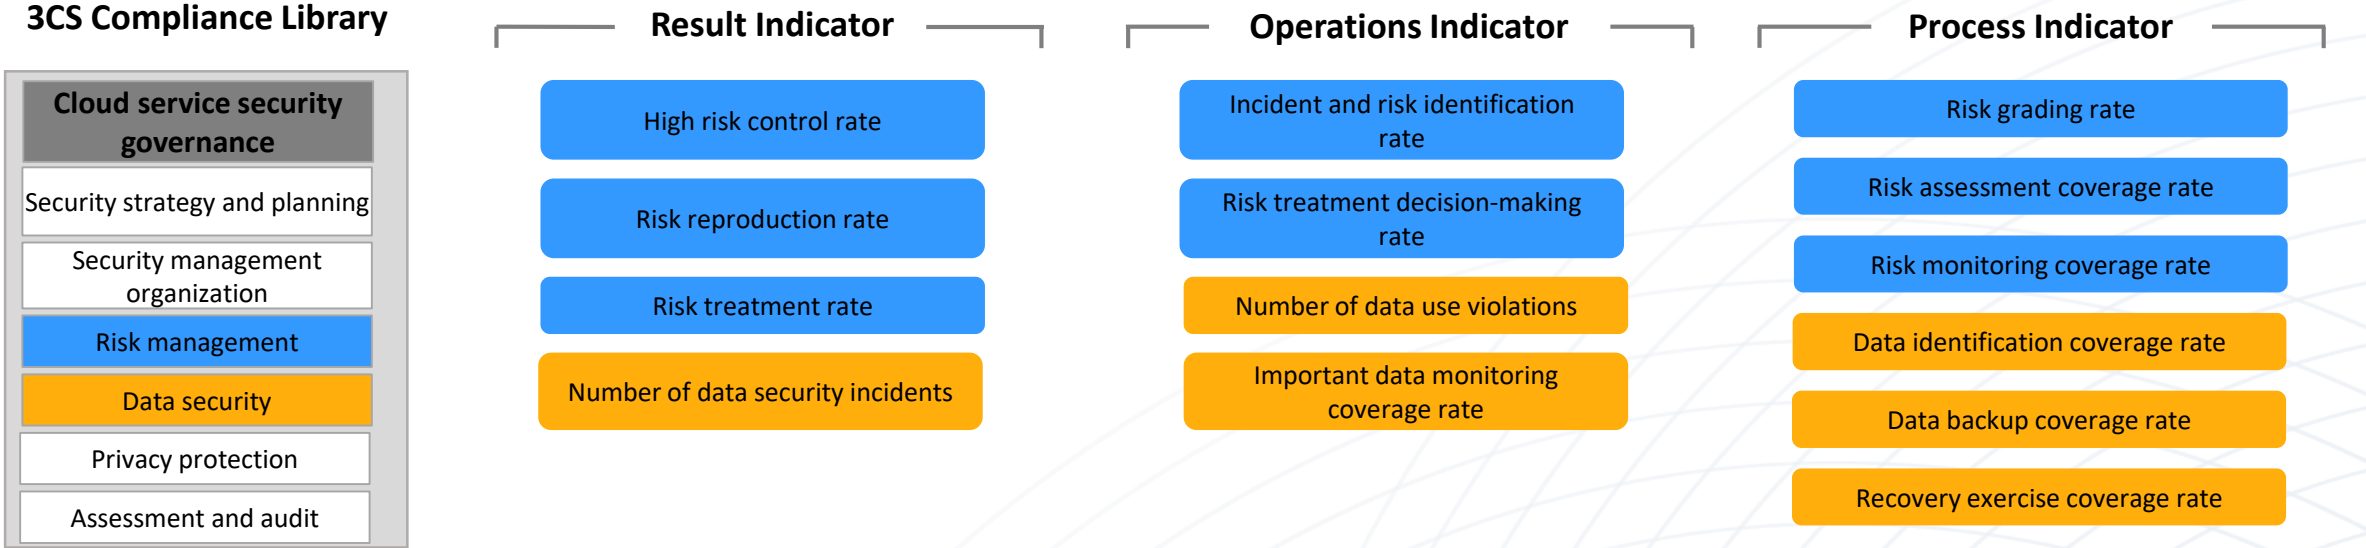 3CS Compliance Library
Cloud service security
governance
Security strategy and planning
Security management
organization
Risk management
Data security
Privacy protection
Assessment and audit
Result Indicator
High risk control rate
Risk reproduction rate
Risk treatment rate
Number of data security incidents
Operations Indicator
Incident and risk identification
rate
Risk treatment decision-making
rate
Number of data use violations
Important data monitoring
coverage rate
Process Indicator
Risk grading rate
Risk assessment coverage rate
Risk monitoring coverage rate
Data identification coverage rate
Data backup coverage rate
Recovery exercise coverage rate